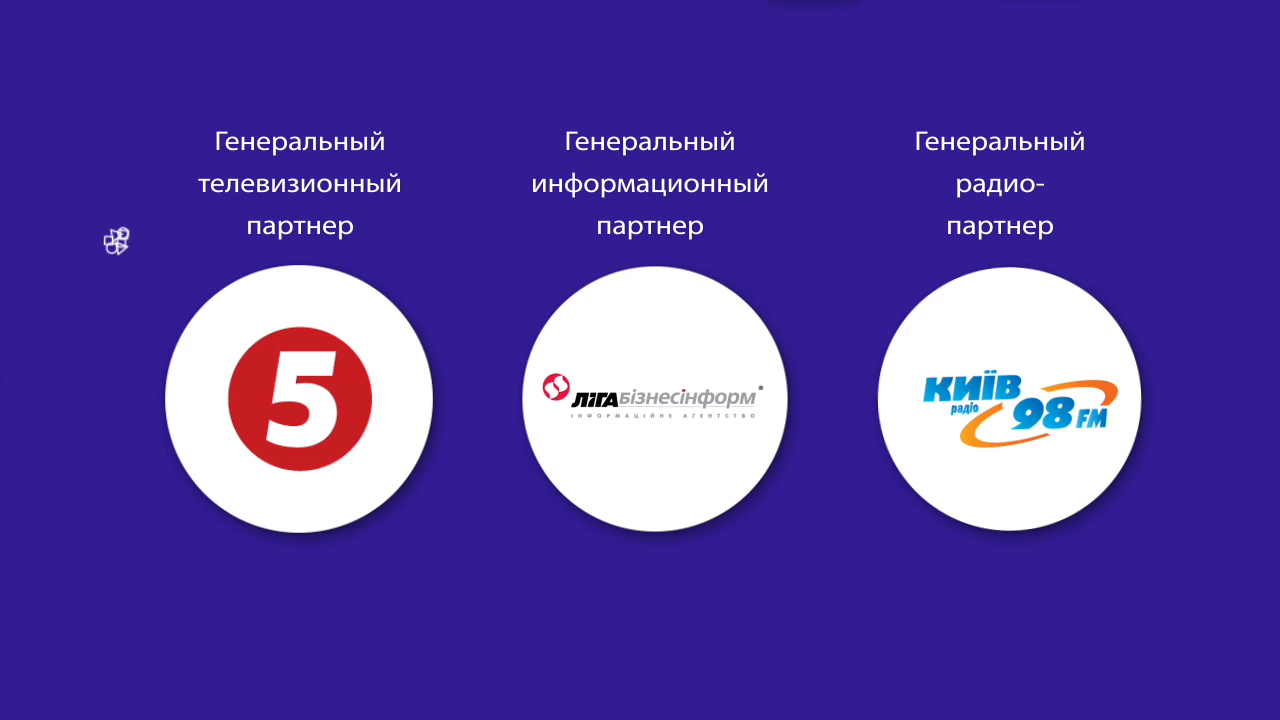 Генеральный
телевизионный
партнер
Генеральный
информационный
партнер
Генеральный
радио-
партнер
5
ЛІГАБІЗНЕСІНФОРМ®
ІНФОРМАЦІЙНЕ АГЕНТСТВО
КИЇВ
радіо
98 FM